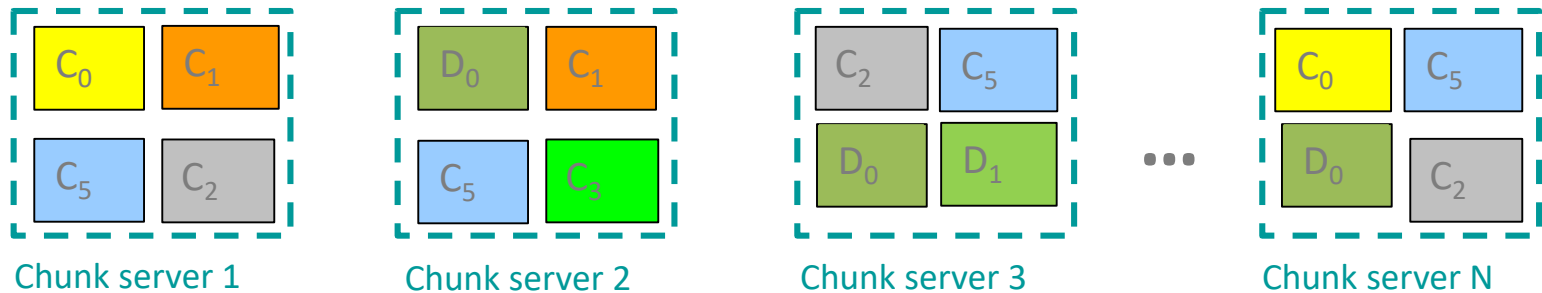 C0 C1 D0 C1 C2 C5 C0 C5
C5 C2 C5 C3 D0 D1 ... D0 C2
Chunk server 1 Chunk server 2 Chunk server 3 Chunk server N